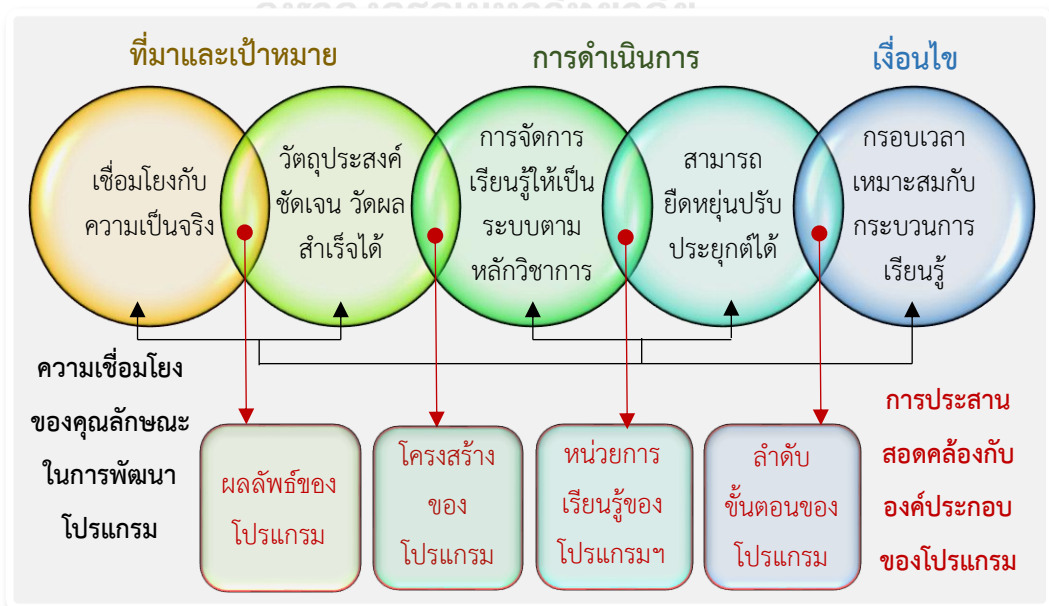 ที่มาและเป้าหมาย
การดำเนินการ
เงื่อนไข
เชื่อมโยงกับ
ความเป็นจริง
วัตถุประสงค์
ชัดเจน วัดผล
สำเร็จได้
การจัดการ
เรียนรู้ให้เป็น
ระบบตาม
หลักวิชาการ
สามารถ
ยืดหยุ่นปรับ
ประยุกต์ได้
กรอบเวลา
เหมาะสมกับ
กระบวนการ
เรียนรู้
ความเชื่อมโยง
ของคุณลักษณะ
ในการพัฒนา
โปรแกรม
ผลลัพธ์ของ
โปรแกรม
โครงสร้าง
ของ
โปรแกรม
หน่วยการ
เรียนรู้ของ
โปรแกรมฯ
ลำดับ
ขั้นตอนของ
โปรแกรม
การประสาน
สอดคล้องกับ
องค์ประกอบ
ของโปรแกรม